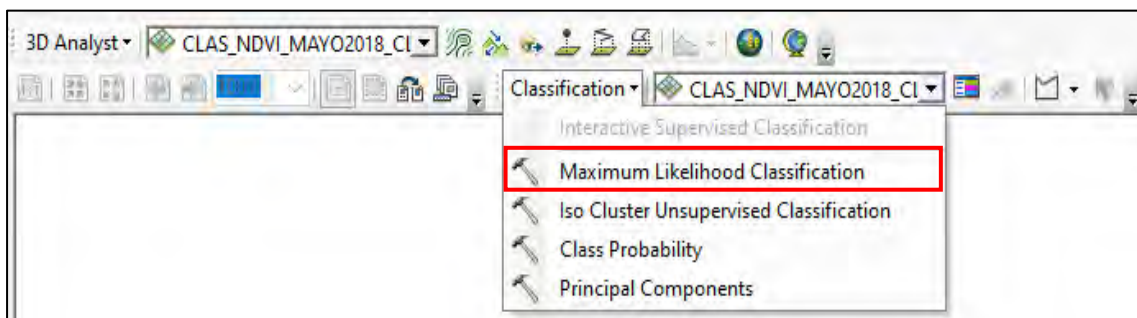 3D Analyst CLAS_NDVI_MAYO2018_CL
Classification CLAS_NDVI_MAYO2018_CL
Interactive Supervised Classification
Maximum Likelihood Classification
Iso Cluster Unsupervised Classification
Class Probability
Principal Components